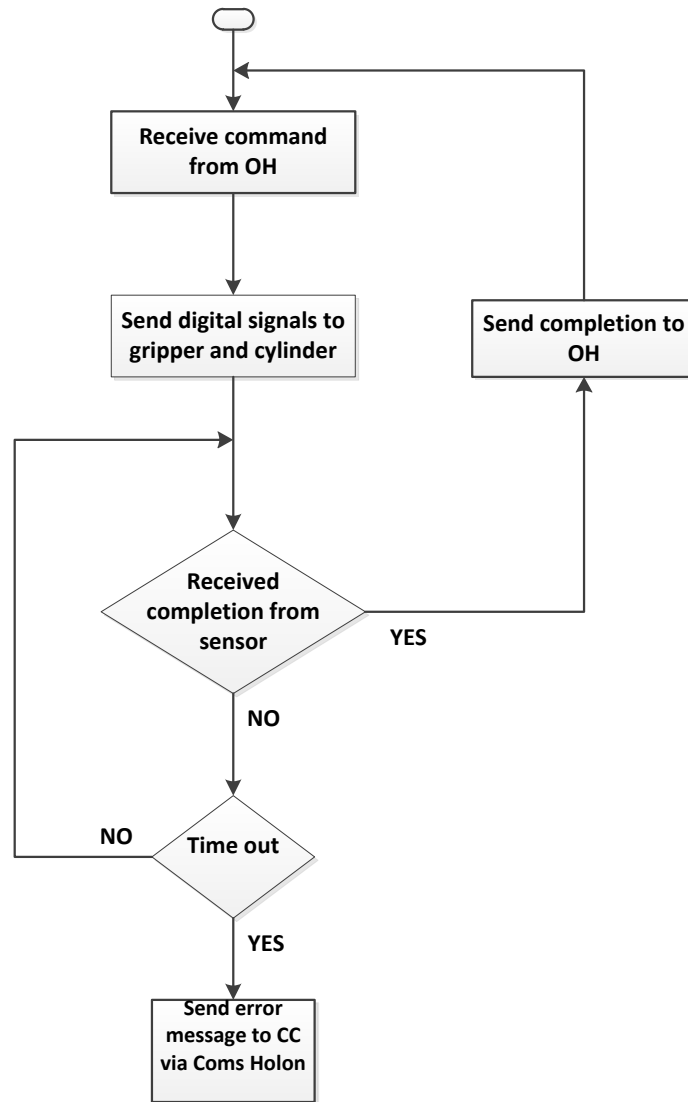 Receive command
from OH
Send digital signals to
gripper and cylinder
Send completion to
OH
Received
completion from
sensor
YES
NO
NO
Time out
YES
Send error
message to CC
via Coms Holon